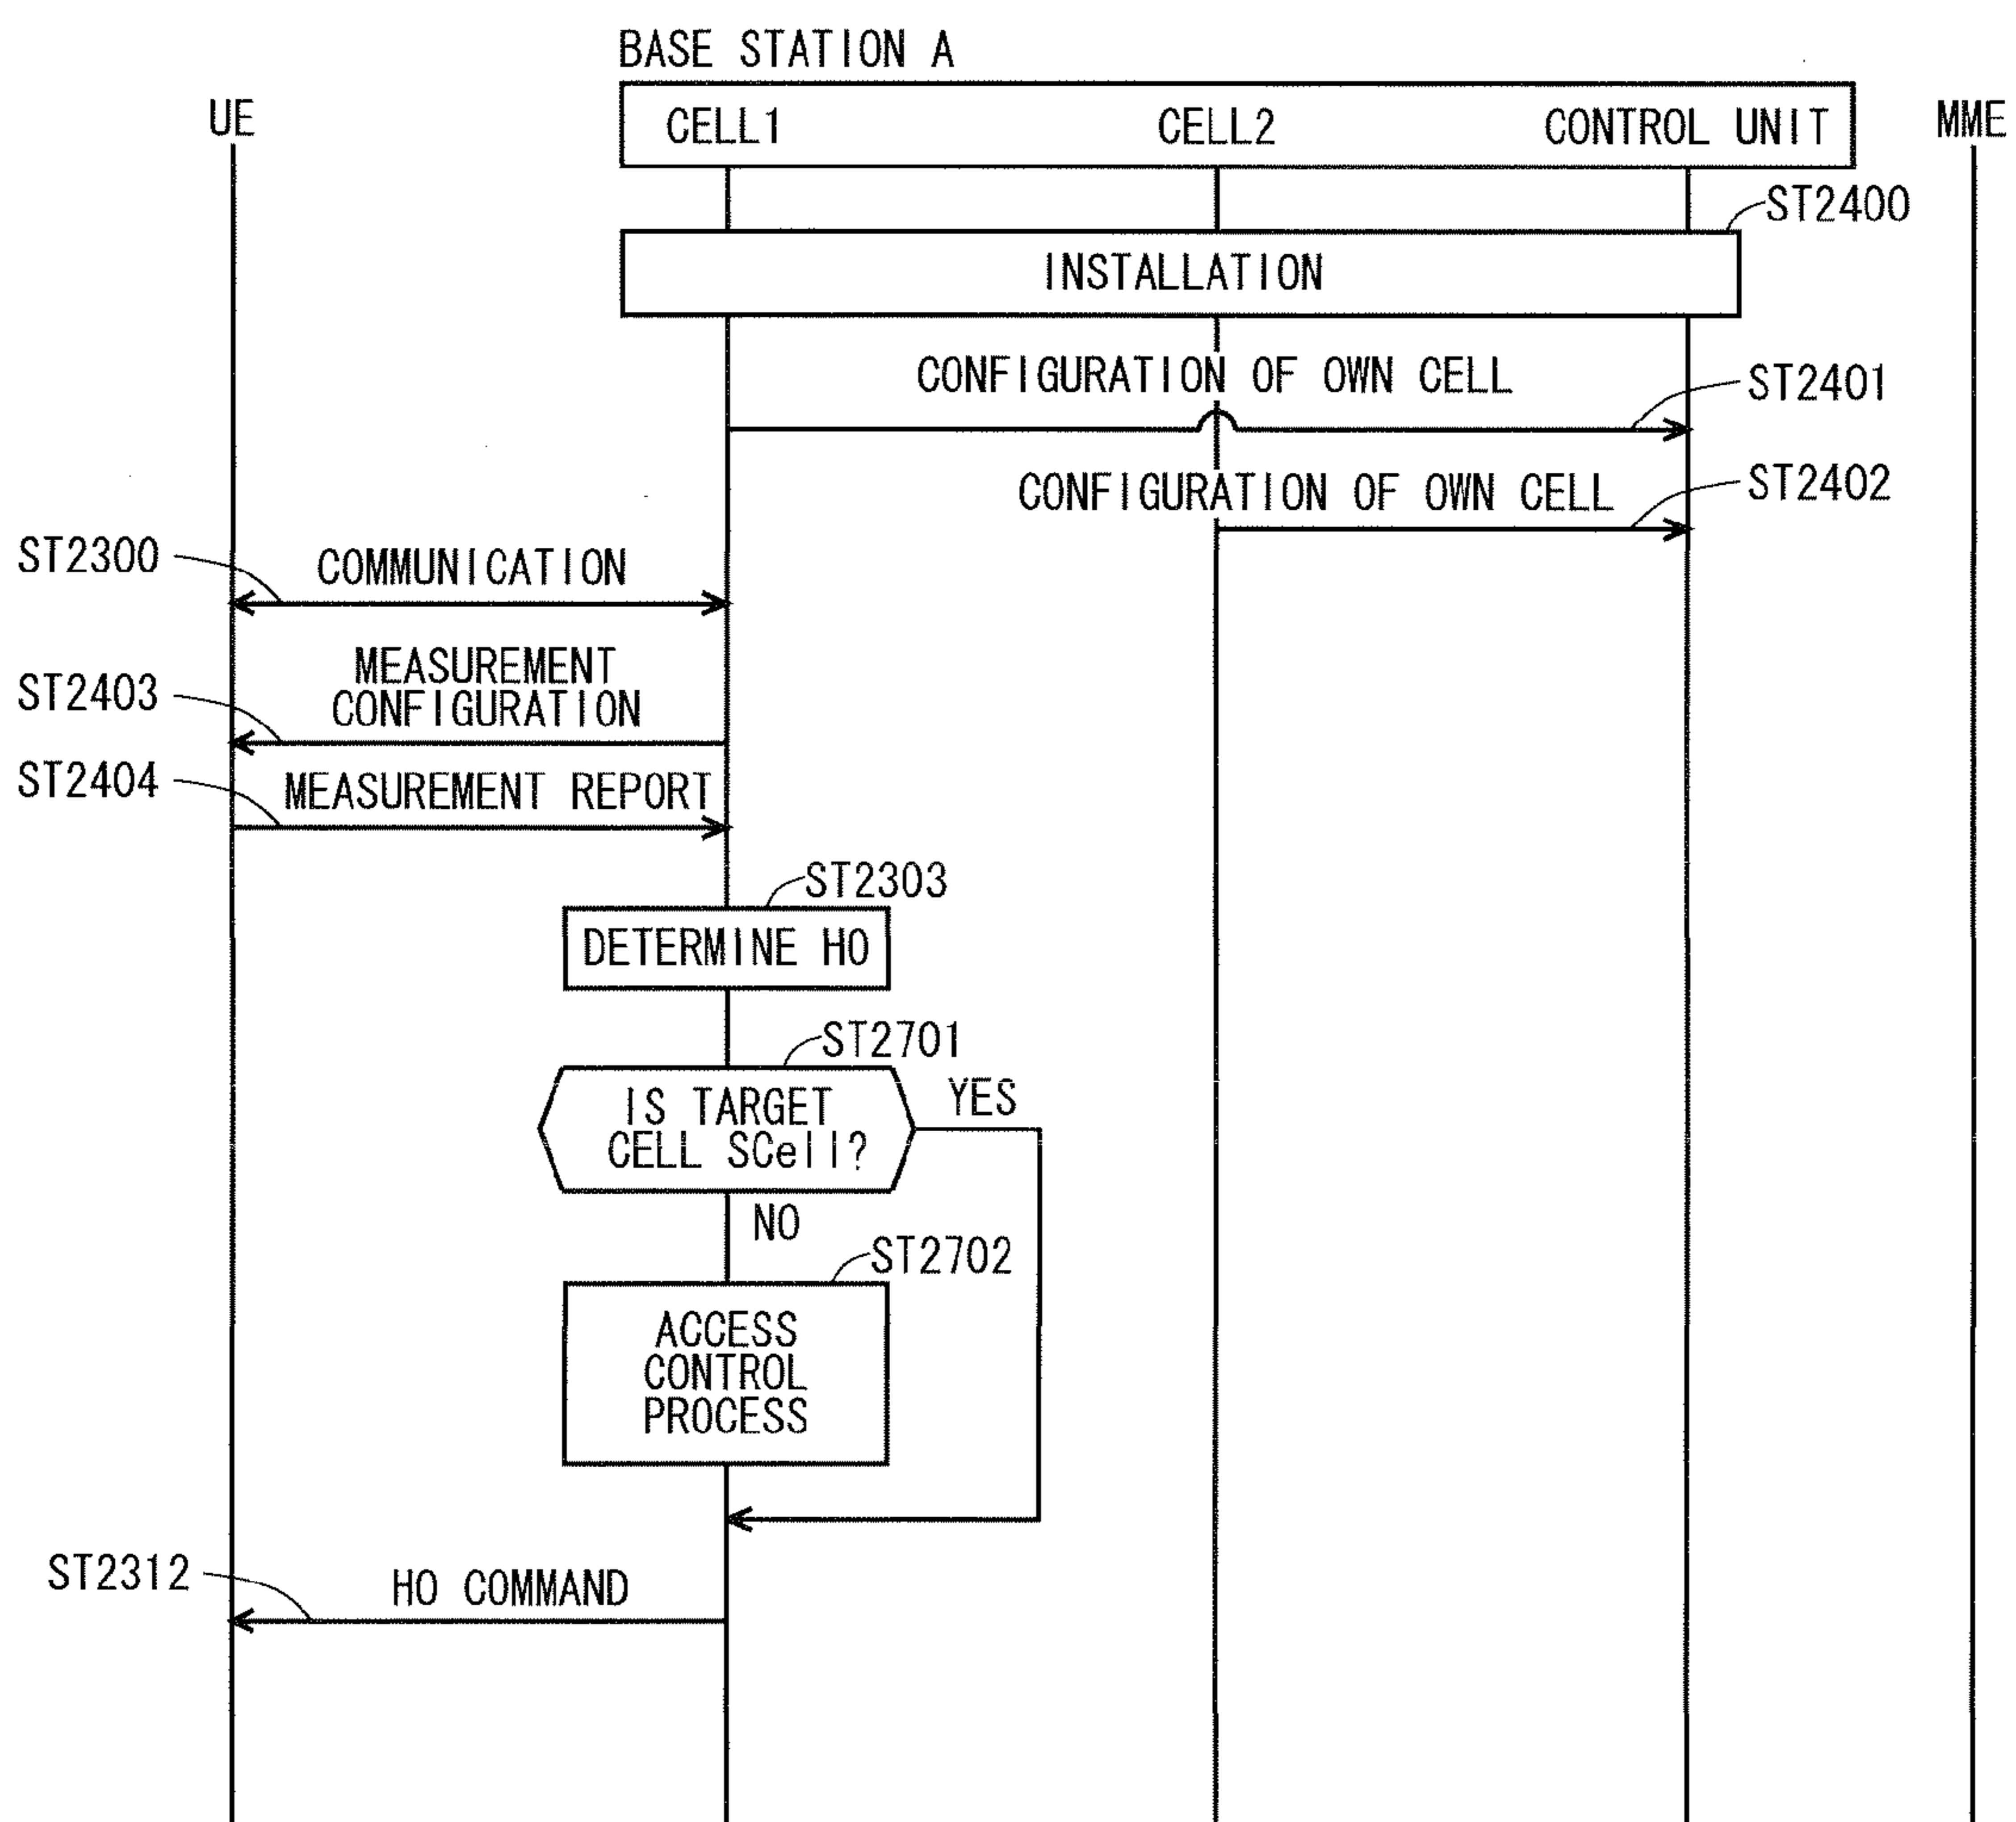 BASE STATION A
UE
CELL1
CELL2
CONTROL UNIT
MME
ST2400
INSTALLATION
CONFIGURATION OF OWN CELL
ST2401
CONFIGURATION OF OWN CELL
ST2402
ST2300
COMMUNICATION
MEASUREMENT
CONFIGURATION
ST2403
ST2404
MEASUREMENT REPORT
ST2303
DETERMINE HO
ST2701
IS TARGET
CELL SCell?
YES
NO
ST2702
ACCESS
CONTROL
PROCESS
ST2312
HO COMMAND